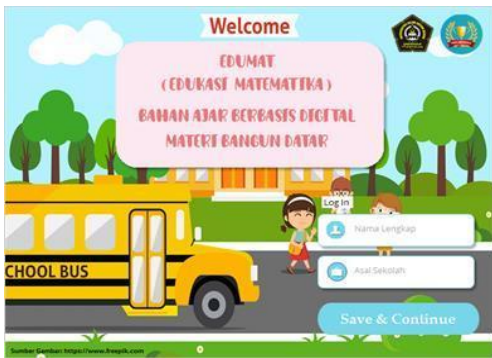 Welcome
EDUMAT
(EDUKASI MATEMATIKA)
BAHAN AJAR BERBASIS DIGITAL
MATERI BANGUN DATAR
Log In
Nama Lengkap
Asal Sekolah
CHOOL BUS
Save & Continue
Sumber Gambar: https://www.freepik.com